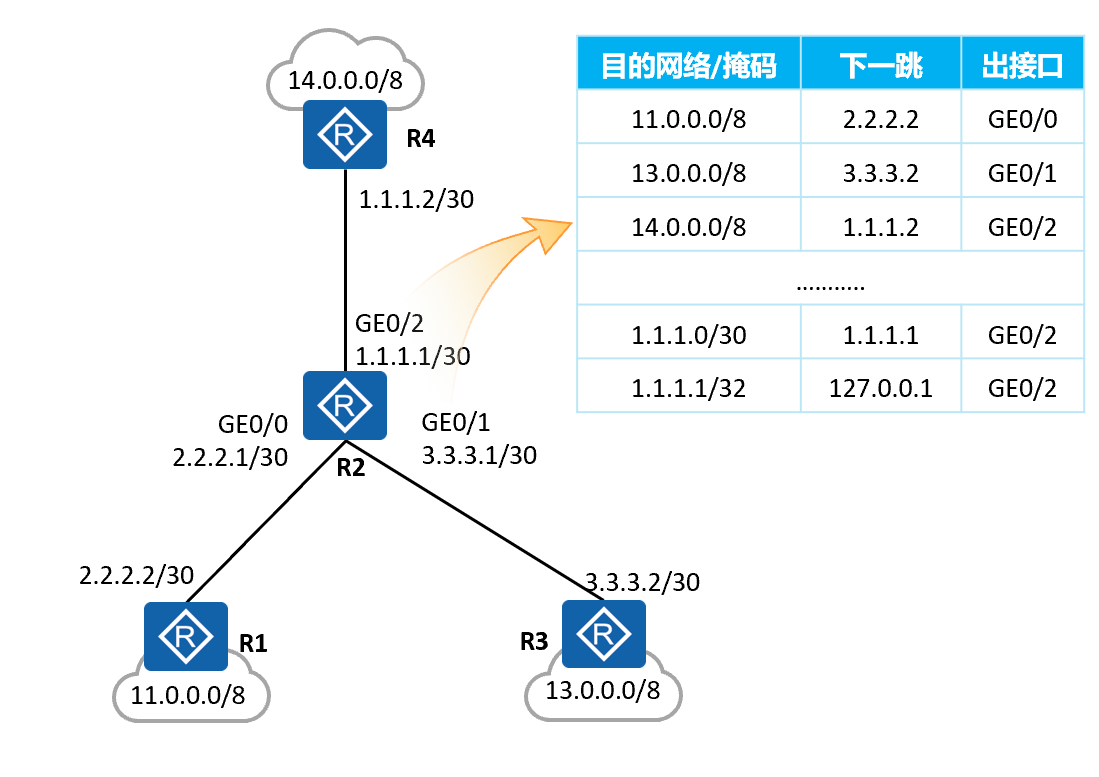 14.0.0.0/8
R
R4
1.1.1.2/30
GE0/2
1.1.1.1/30
R
R2
GE0/0
2.2.2.1/30
GE0/1
3.3.3.1/30
2.2.2.2/30
R
R1
11.0.0.0/8
3.3.3.2/30
R
R3
13.0.0.0/8
目的网络/掩码 下一跳 出接口
11.0.0.0/8 2.2.2.2 GE0/0
13.0.0.0/8 3.3.3.2 GE0/1
14.0.0.0/8 1.1.1.2 GE0/2
...........
1.1.1.0/30 1.1.1.1 GE0/2
1.1.1.1/32 127.0.0.1 GE0/2